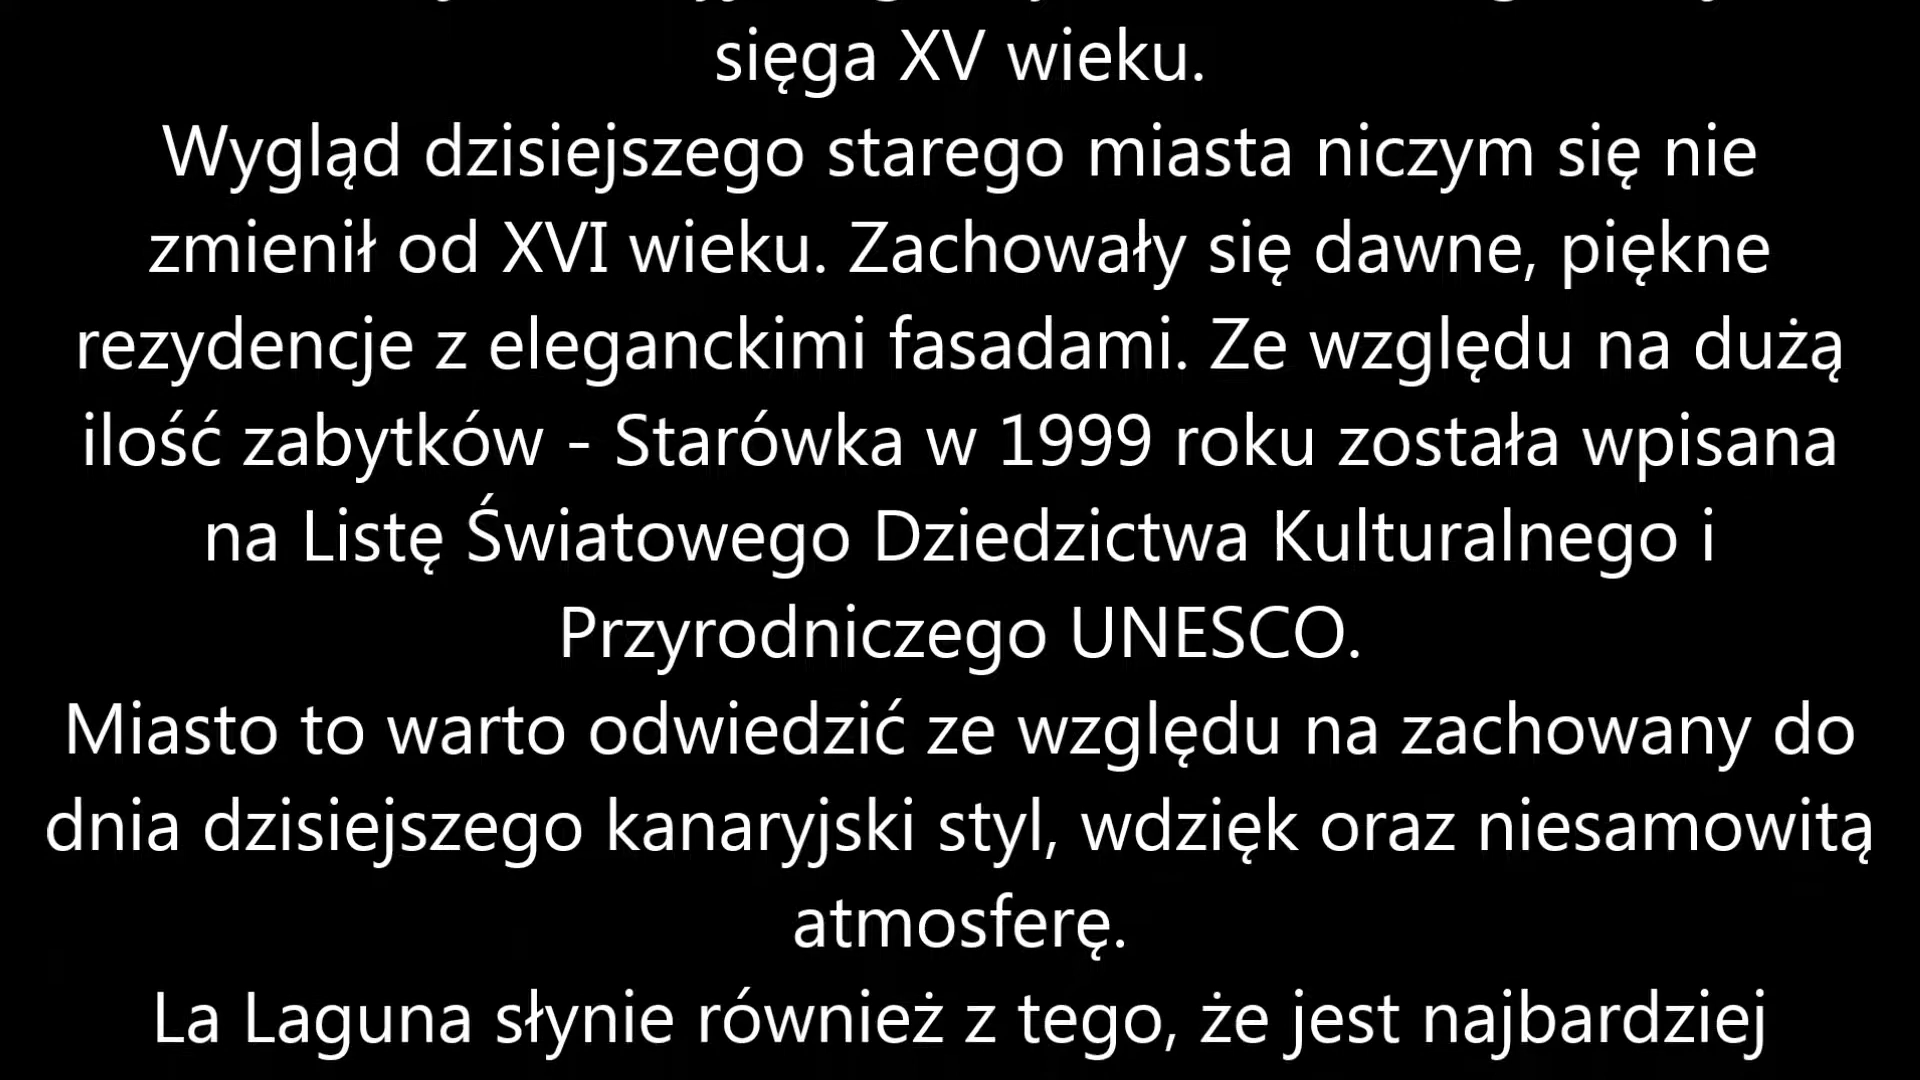 sięga XV wieku.
Wygląd dzisiejszego starego miasta niczym się nie
zmienił od XVI wieku. Zachowały się dawne, piękne
rezydencje z eleganckimi fasadami. Ze względu na dużą
ilość zabytków - Starówka w 1999 roku została wpisana
na Listę Światowego Dziedzictwa Kulturalnego i
Przyrodniczego UNESCO.
Miasto to warto odwiedzić ze względu na zachowany do
dnia dzisiejszego kanaryjski styl, wdzięk oraz niesamowitą
atmosferę.
La Laguna słynie również z tego, że jest najbardziej